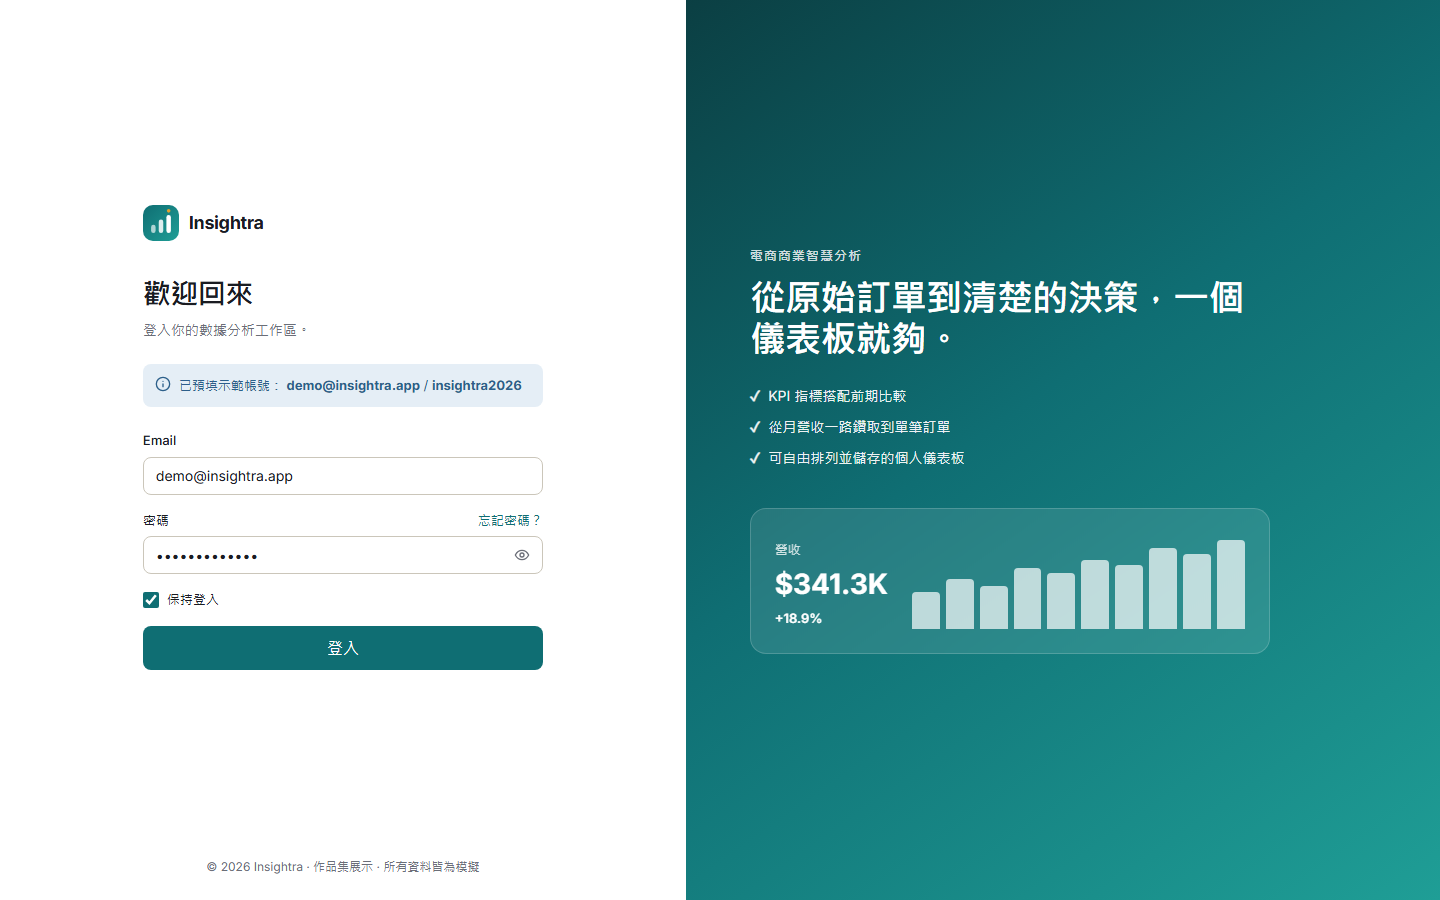 Insightra
歡迎回來
登入你的數據分析工作區。
已預填示範帳號： demo@insightra.app / insightra2026
Email
demo@insightra.app
密碼
忘記密碼？
•••••••••••••
保持登入
登入
© 2026 Insightra · 作品集展示 · 所有資料皆為模擬
電商商業智慧分析
從原始訂單到清楚的決策，一個
儀表板就夠。
✓ KPI 指標搭配前期比較
✓ 從月營收一路鑽取到單筆訂單
✓ 可自由排列並儲存的個人儀表板
營收
$341.3K
+18.9%